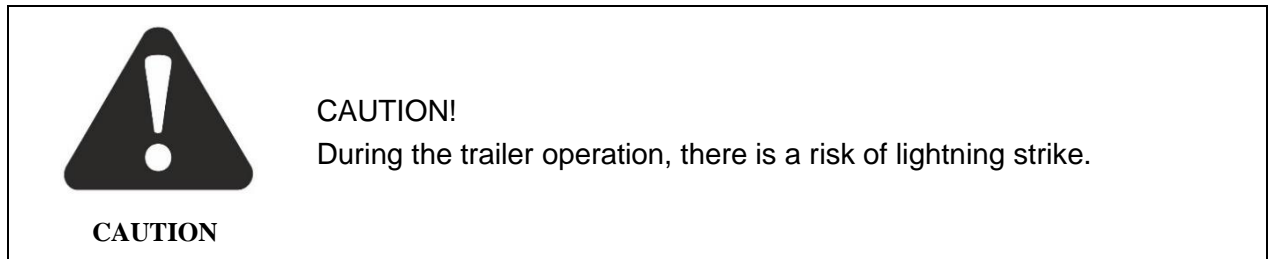 CAUTION!
During the trailer operation, there is a risk of lightning strike.
CAUTION